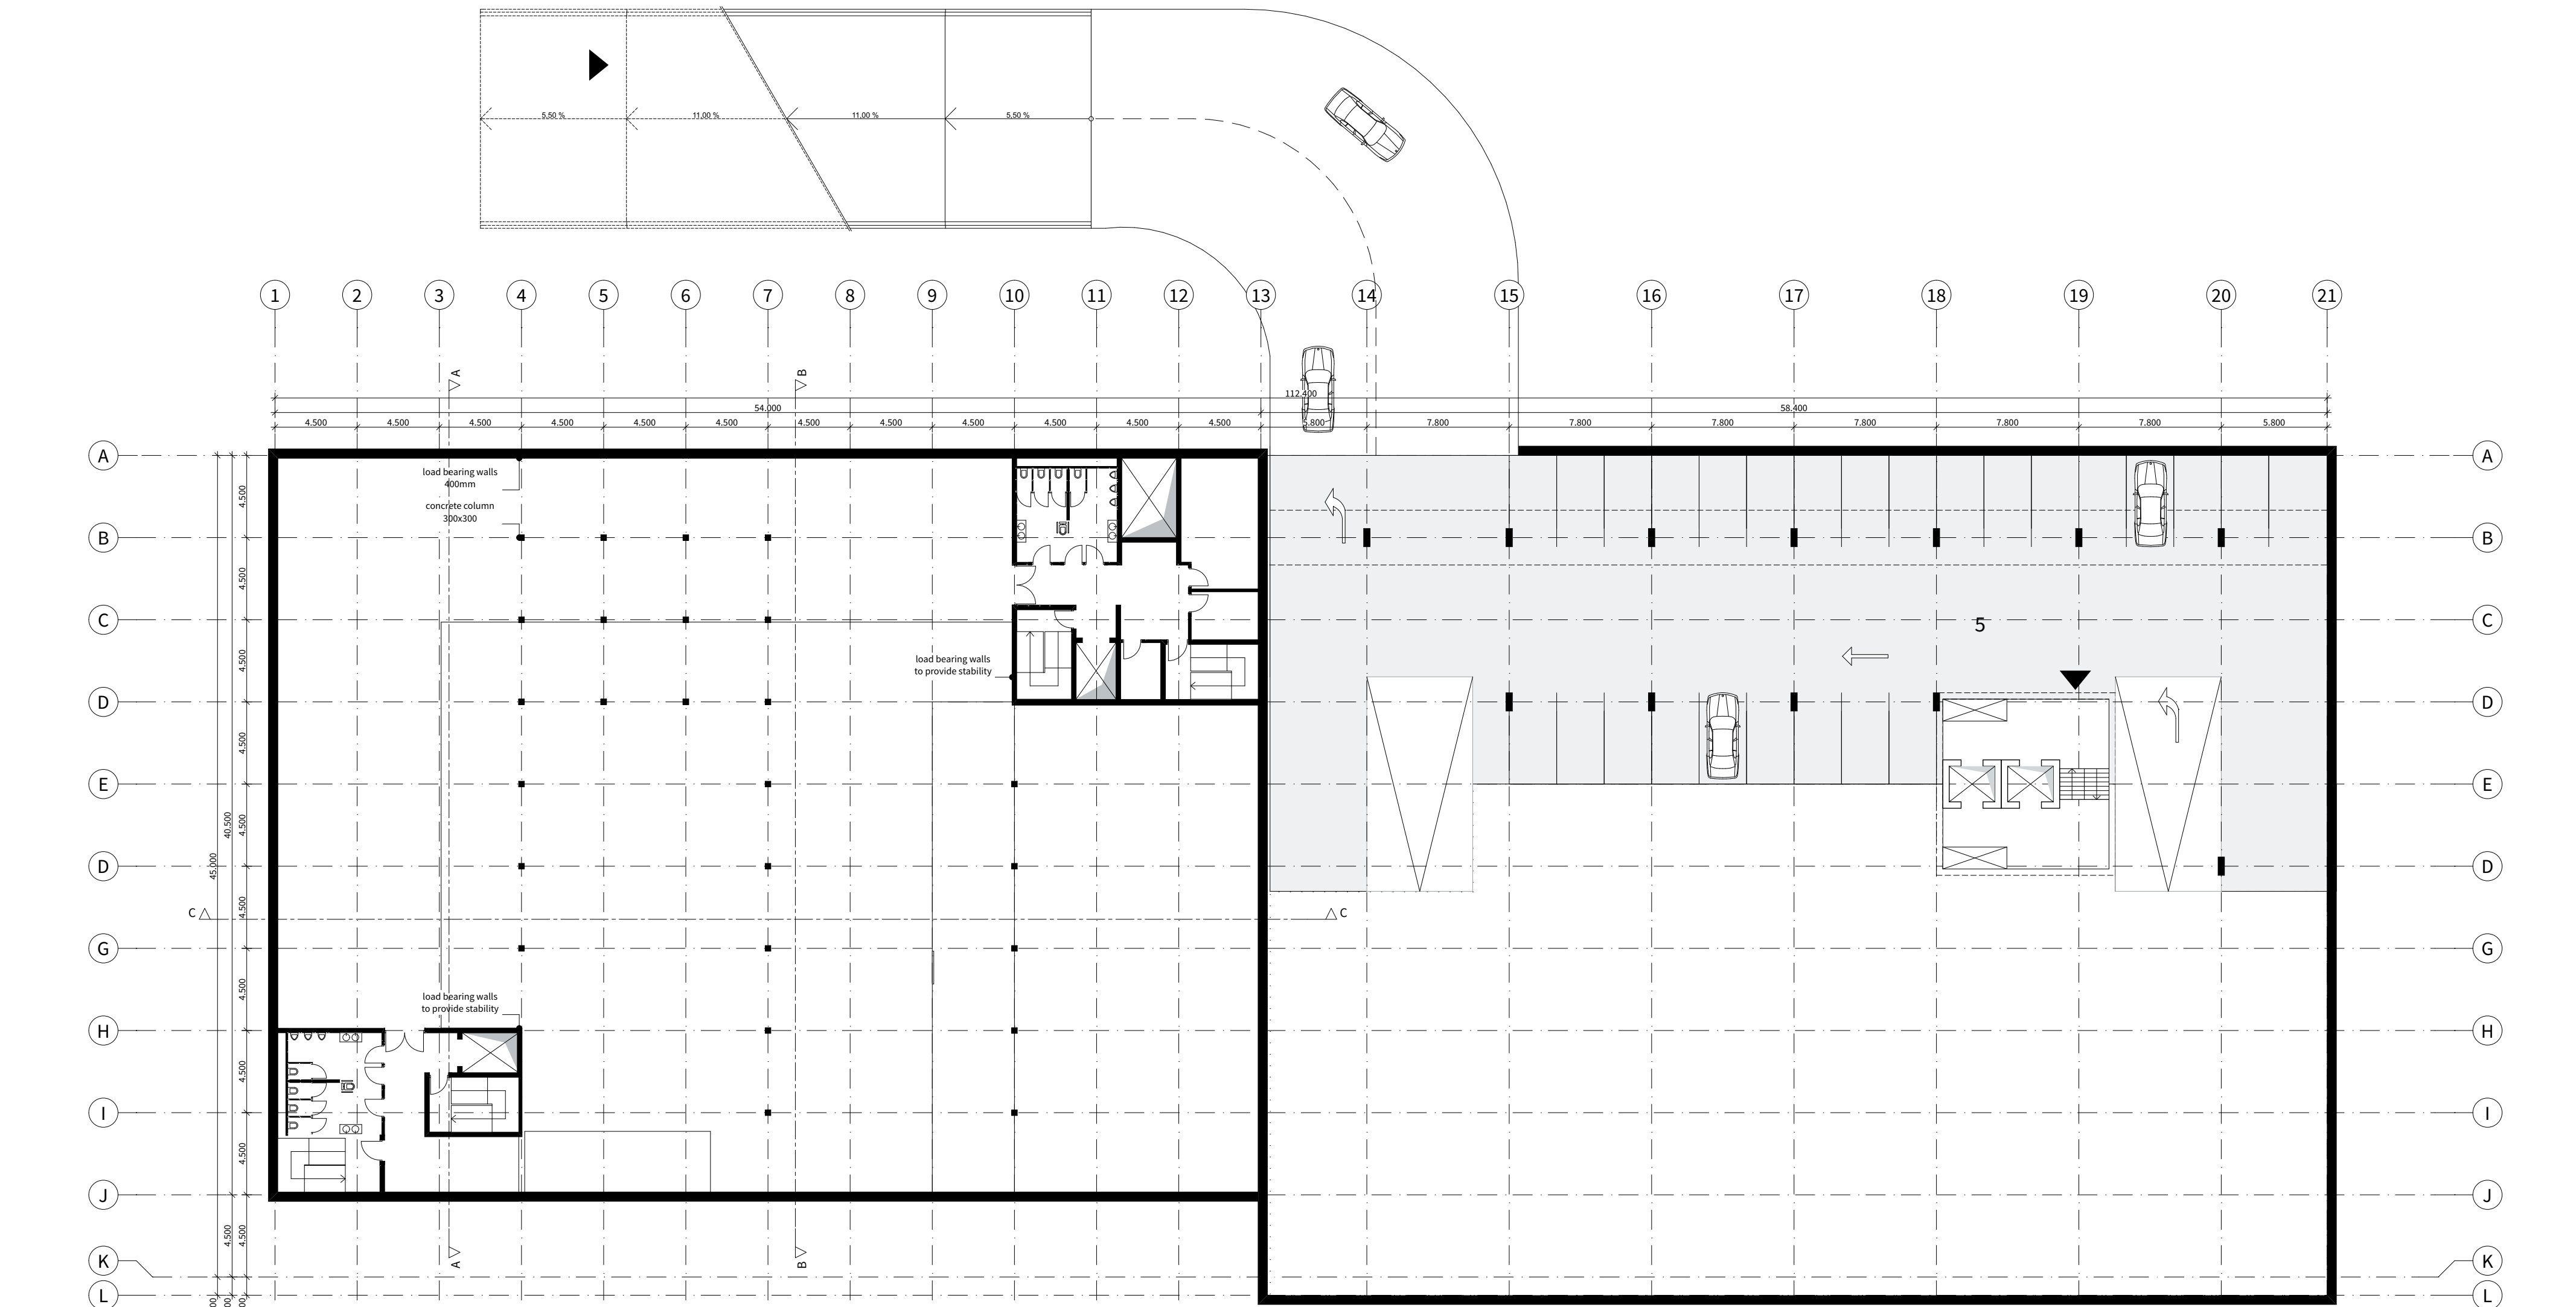 5,50 % 11,00 % 11,00 % 5,50 %
1 2 3 4 5 6 7 8 9 10 11 12 13 14 15 16 17 18 19 20 21
A B
112.400
54.000 58.400
4.500 4.500 4.500 4.500 4.500 4.500 4.500 4.500 4.500 4.500 4.500 4.500 5.800 7.800 7.800 7.800 7.800 7.800 7.800 5.800
A A
load bearing walls
400mm
4.500
concrete column
300x300
B B
4.500
C C
5
load bearing walls
to provide stability
4.500
D D
4.500
E E
40.500 4.500
45.000
D D
4.500
C C
G G
4.500
load bearing walls
to provide stability
H H
4.500
I I
4.500
J J
4.500 4.500
A B
K K
L L